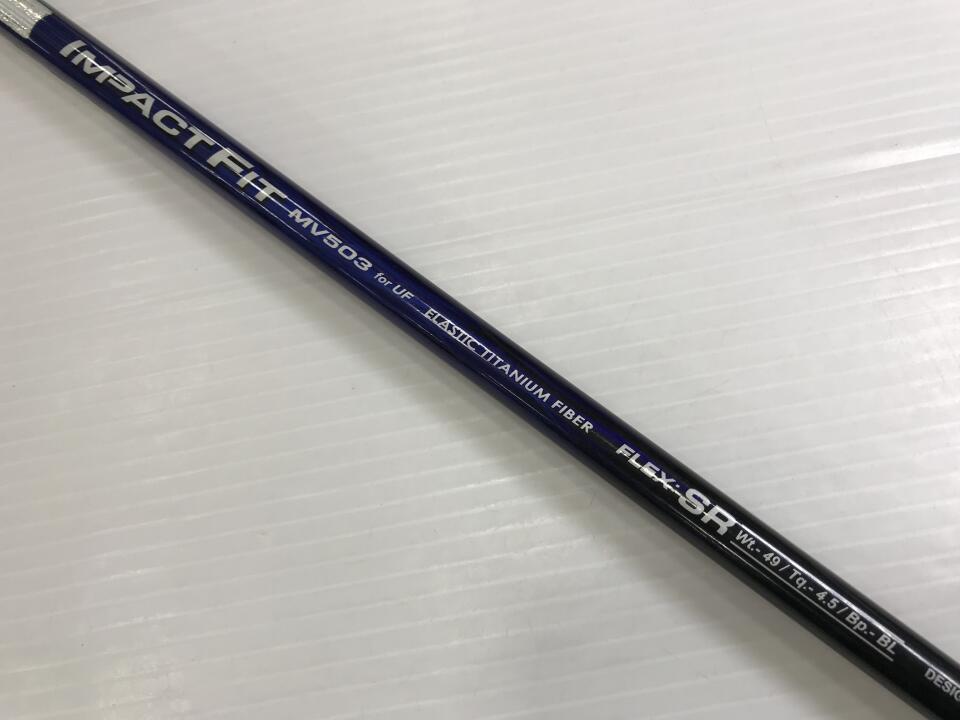 IMPACTFIT MV503 for UF ELASTIC TITANIUM FIBER FLEX-SR Wt.- 49 / Tq.- 4.5 / Bp.- BL